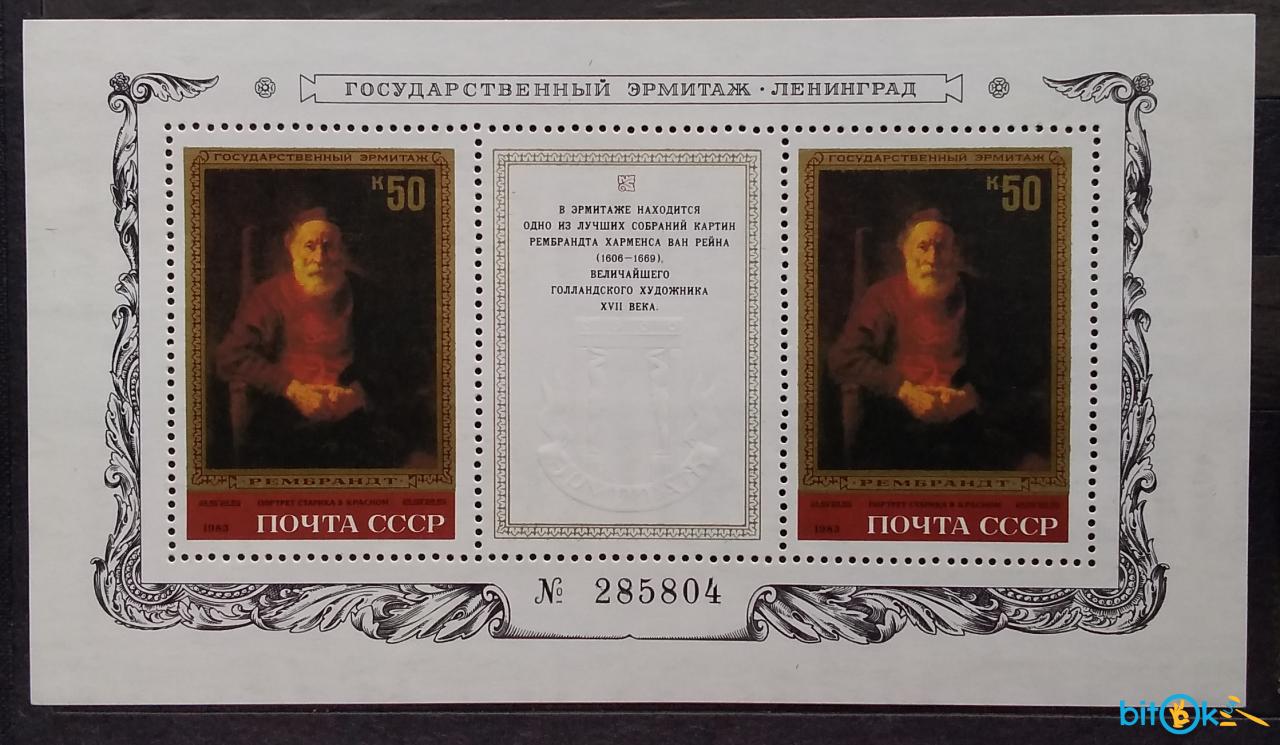 ГОСУДАРСТВЕННЫЙ ЭРМИТАЖ · ЛЕНИНГРАД
ГОСУДАРСТВЕННЫЙ ЭРМИТАЖ
К 50
РЕМБРАНДТ
ПОРТРЕТ СТАРИКА В КРАСНОМ
1983
ПОЧТА СССР
В ЭРМИТАЖЕ НАХОДИТСЯ
ОДНО ИЗ ЛУЧШИХ СОБРАНИЙ КАРТИН
РЕМБРАНДТА ХАРМЕНСА ВАН РЕЙНА
(1606—1669),
ВЕЛИЧАЙШЕГО
ГОЛЛАНДСКОГО ХУДОЖНИКА
XVII ВЕКА.
ГОСУДАРСТВЕННЫЙ ЭРМИТАЖ
К 50
РЕМБРАНДТ
ПОРТРЕТ СТАРИКА В КРАСНОМ
1983
ПОЧТА СССР
№ 285804
bitOk